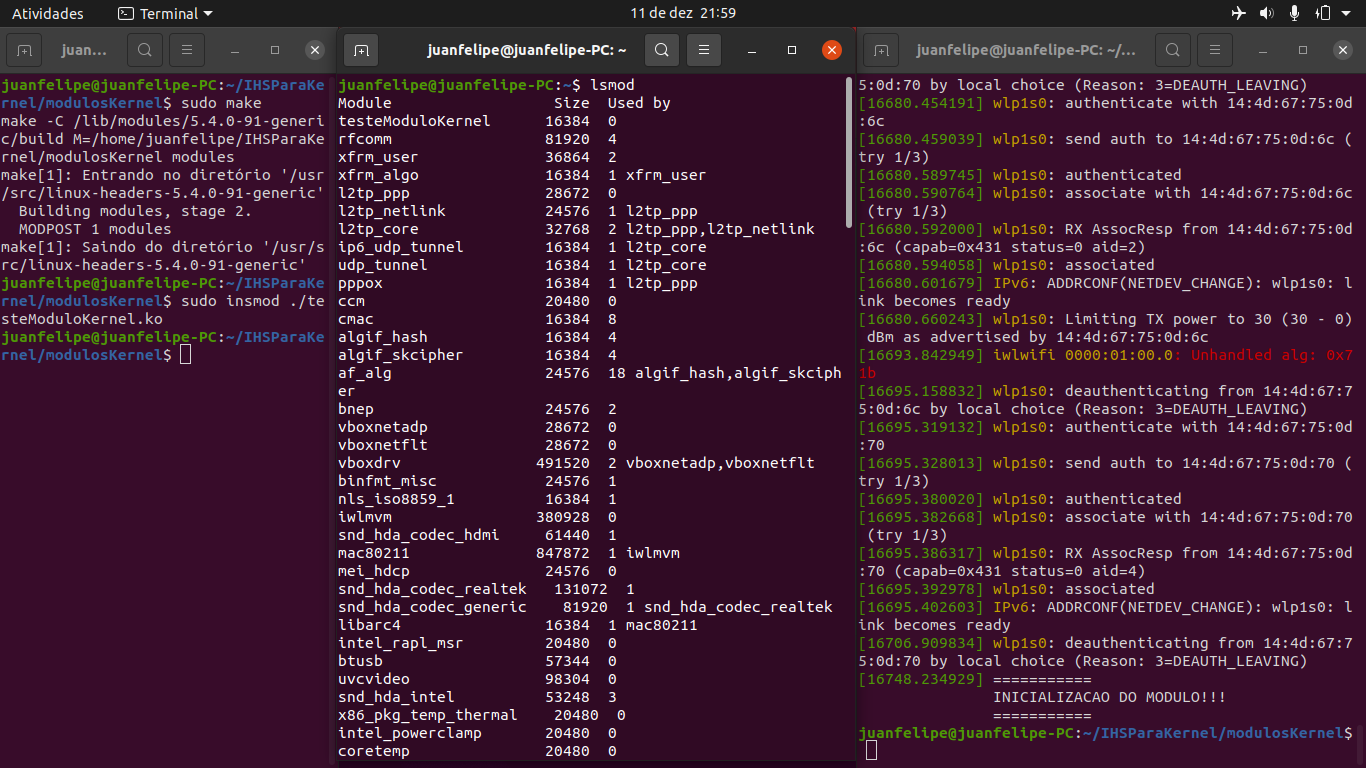 Atividades
Terminal
11 de dez 21:59
juan...
juanfelipe@juanfelipe-PC: ~
juanfelipe@juanfelipe-PC: ~/...
juanfelipe@juanfelipe-PC:~/IHSParaKe
rnel/modulosKernel$ sudo make
make -C /lib/modules/5.4.0-91-generi
c/build M=/home/juanfelipe/IHSParaKe
rnel/modulosKernel modules
make[1]: Entrando no diretório '/usr
/src/linux-headers-5.4.0-91-generic'
  Building modules, stage 2.
  MODPOST 1 modules
make[1]: Saindo do diretório '/usr/s
rc/linux-headers-5.4.0-91-generic'
juanfelipe@juanfelipe-PC:~/IHSParaKe
rnel/modulosKernel$ sudo insmod ./te
steModuloKernel.ko
juanfelipe@juanfelipe-PC:~/IHSParaKe
rnel/modulosKernel$
juanfelipe@juanfelipe-PC:~$ lsmod
Module                  Size  Used by
testeModuloKernel      16384  0
rfcomm                 81920  4
xfrm_user              36864  2
xfrm_algo              16384  1 xfrm_user
l2tp_ppp               28672  0
l2tp_netlink           24576  1 l2tp_ppp
l2tp_core              32768  2 l2tp_ppp,l2tp_netlink
ip6_udp_tunnel         16384  1 l2tp_core
udp_tunnel             16384  1 l2tp_core
pppox                  16384  1 l2tp_ppp
ccm                    20480  0
cmac                   16384  8
algif_hash             16384  4
algif_skcipher         16384  4
af_alg                 24576  18 algif_hash,algif_skciph
er
bnep                   24576  2
vboxnetadp             28672  0
vboxnetflt             28672  0
vboxdrv               491520  2 vboxnetadp,vboxnetflt
binfmt_misc            24576  1
nls_iso8859_1          16384  1
iwlmvm                380928  0
snd_hda_codec_hdmi     61440  1
mac80211              847872  1 iwlmvm
mei_hdcp               24576  0
snd_hda_codec_realtek   131072  1
snd_hda_codec_generic    81920  1 snd_hda_codec_realtek
libarc4                16384  1 mac80211
intel_rapl_msr         20480  0
btusb                  57344  0
uvcvideo               98304  0
snd_hda_intel          53248  3
x86_pkg_temp_thermal    20480  0
intel_powerclamp       20480  0
coretemp               20480  0
5:0d:70 by local choice (Reason: 3=DEAUTH_LEAVING)
[16680.454191] wlp1s0: authenticate with 14:4d:67:75:0d
:6c
[16680.459039] wlp1s0: send auth to 14:4d:67:75:0d:6c (
try 1/3)
[16680.589745] wlp1s0: authenticated
[16680.590764] wlp1s0: associate with 14:4d:67:75:0d:6c
 (try 1/3)
[16680.592000] wlp1s0: RX AssocResp from 14:4d:67:75:0d
:6c (capab=0x431 status=0 aid=2)
[16680.594058] wlp1s0: associated
[16680.601679] IPv6: ADDRCONF(NETDEV_CHANGE): wlp1s0: l
ink becomes ready
[16680.660243] wlp1s0: Limiting TX power to 30 (30 - 0)
 dBm as advertised by 14:4d:67:75:0d:6c
[16693.842949] iwlwifi 0000:01:00.0: Unhandled alg: 0x7
1b
[16695.158832] wlp1s0: deauthenticating from 14:4d:67:7
5:0d:6c by local choice (Reason: 3=DEAUTH_LEAVING)
[16695.319132] wlp1s0: authenticate with 14:4d:67:75:0d
:70
[16695.328013] wlp1s0: send auth to 14:4d:67:75:0d:70 (
try 1/3)
[16695.380020] wlp1s0: authenticated
[16695.382668] wlp1s0: associate with 14:4d:67:75:0d:70
 (try 1/3)
[16695.386317] wlp1s0: RX AssocResp from 14:4d:67:75:0d
:70 (capab=0x431 status=0 aid=4)
[16695.392978] wlp1s0: associated
[16695.402603] IPv6: ADDRCONF(NETDEV_CHANGE): wlp1s0: l
ink becomes ready
[16706.909834] wlp1s0: deauthenticating from 14:4d:67:7
5:0d:70 by local choice (Reason: 3=DEAUTH_LEAVING)
[16748.234929] ===========
               INICIALIZACAO DO MODULO!!!
               ===========
juanfelipe@juanfelipe-PC:~/IHSParaKernel/modulosKernel$